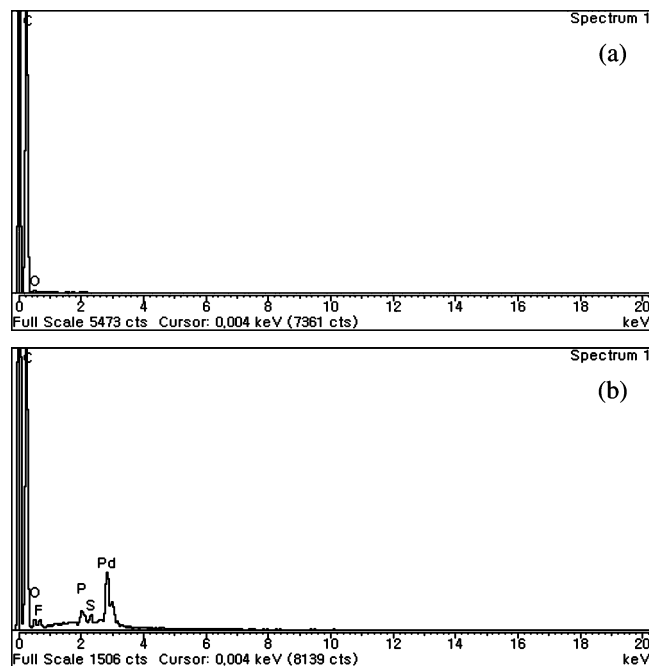 C
Spectrum 1
(a)
O
0 2 4 6 8 10 12 14 16 18 20
Full Scale 5473 cts Cursor: 0,004 keV (7361 cts) keV
C
Spectrum 1
(b)
Pd
O
P
F
S
0 2 4 6 8 10 12 14 16 18 20
Full Scale 1506 cts Cursor: 0,004 keV (8139 cts) keV